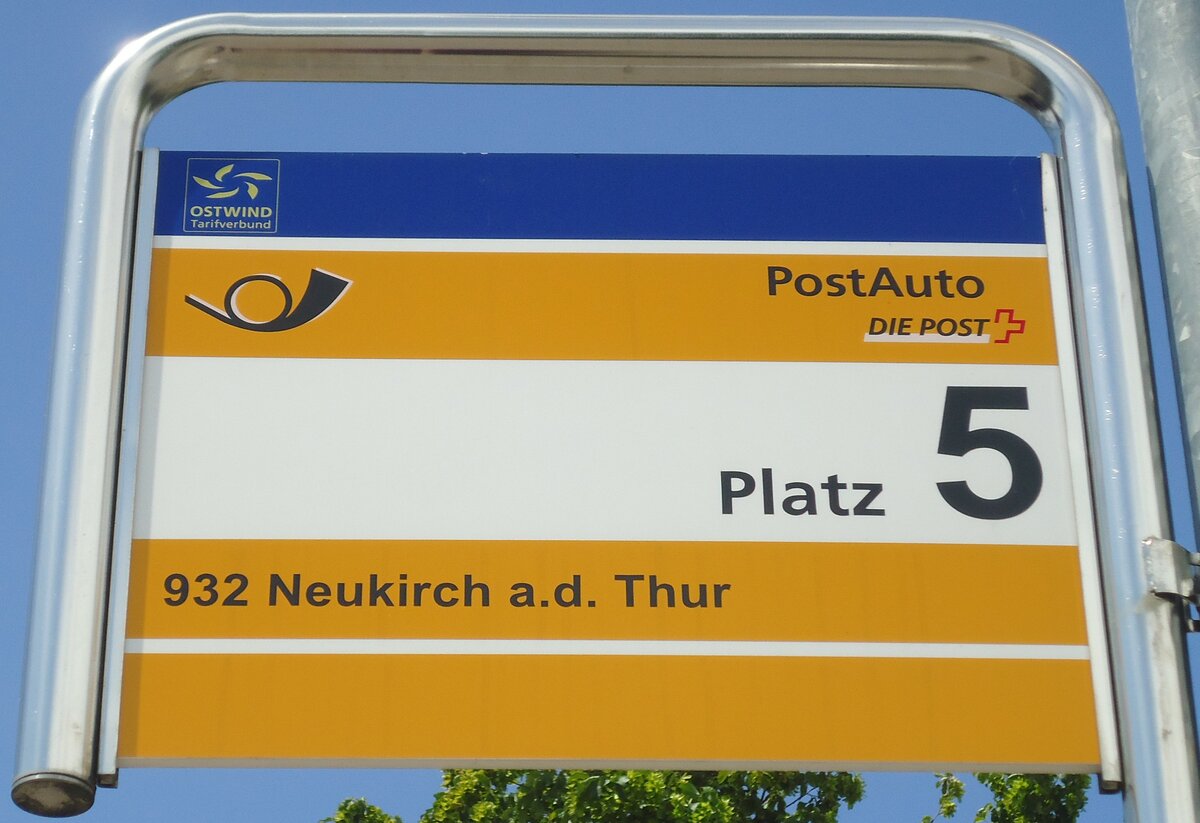 OSTWIND
Tarifverbund
PostAuto
DIE POST
Platz 5
932 Neukirch a.d. Thur